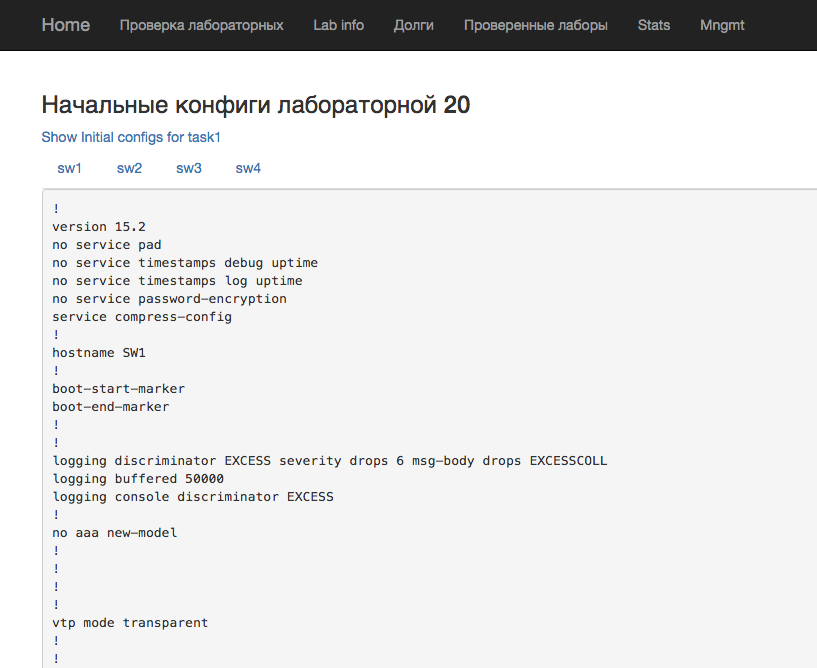 Home Проверка лабораторных Lab info Долги Проверенные лаборы Stats Mngmt
Начальные конфиги лабораторной 20
Show Initial configs for task1
sw1 sw2 sw3 sw4
!
version 15.2
no service pad
no service timestamps debug uptime
no service timestamps log uptime
no service password-encryption
service compress-config
!
hostname SW1
!
boot-start-marker
boot-end-marker
!
!
logging discriminator EXCESS severity drops 6 msg-body drops EXCESSCOLL
logging buffered 50000
logging console discriminator EXCESS
!
no aaa new-model
!
!
!
!
vtp mode transparent
!
!